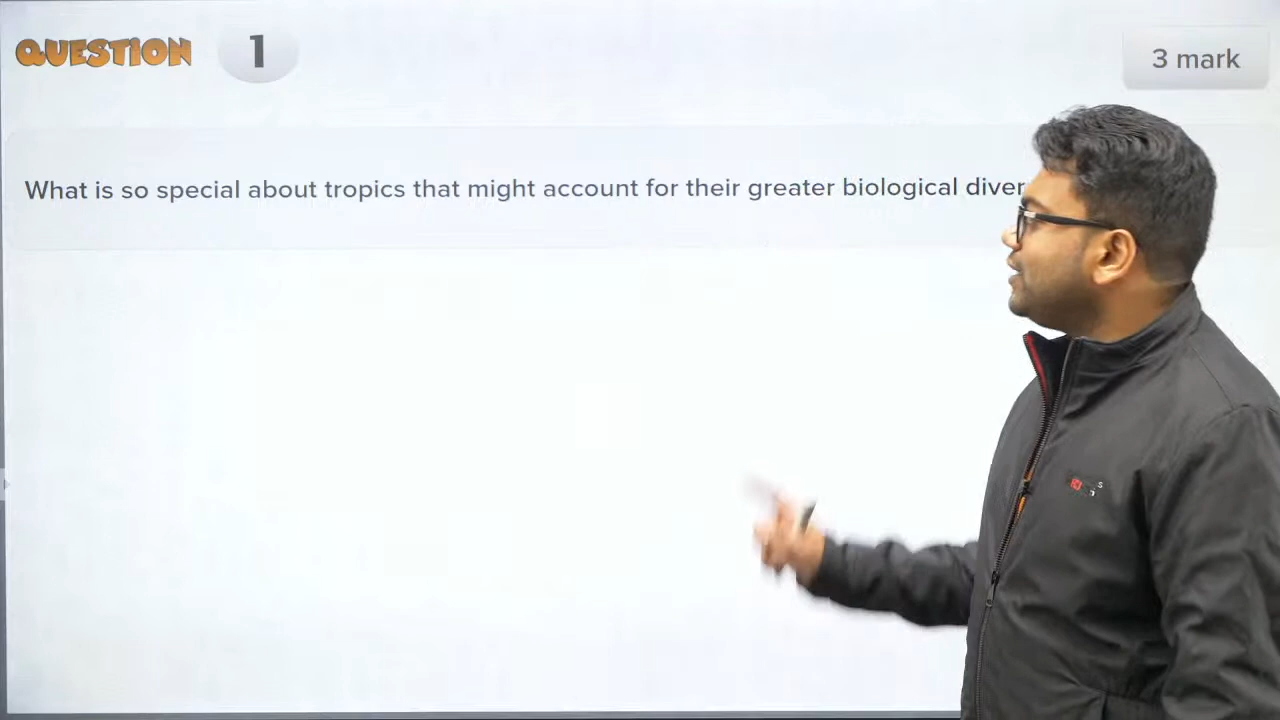 QUESTION 1
3 mark
What is so special about tropics that might account for their greater biological diver